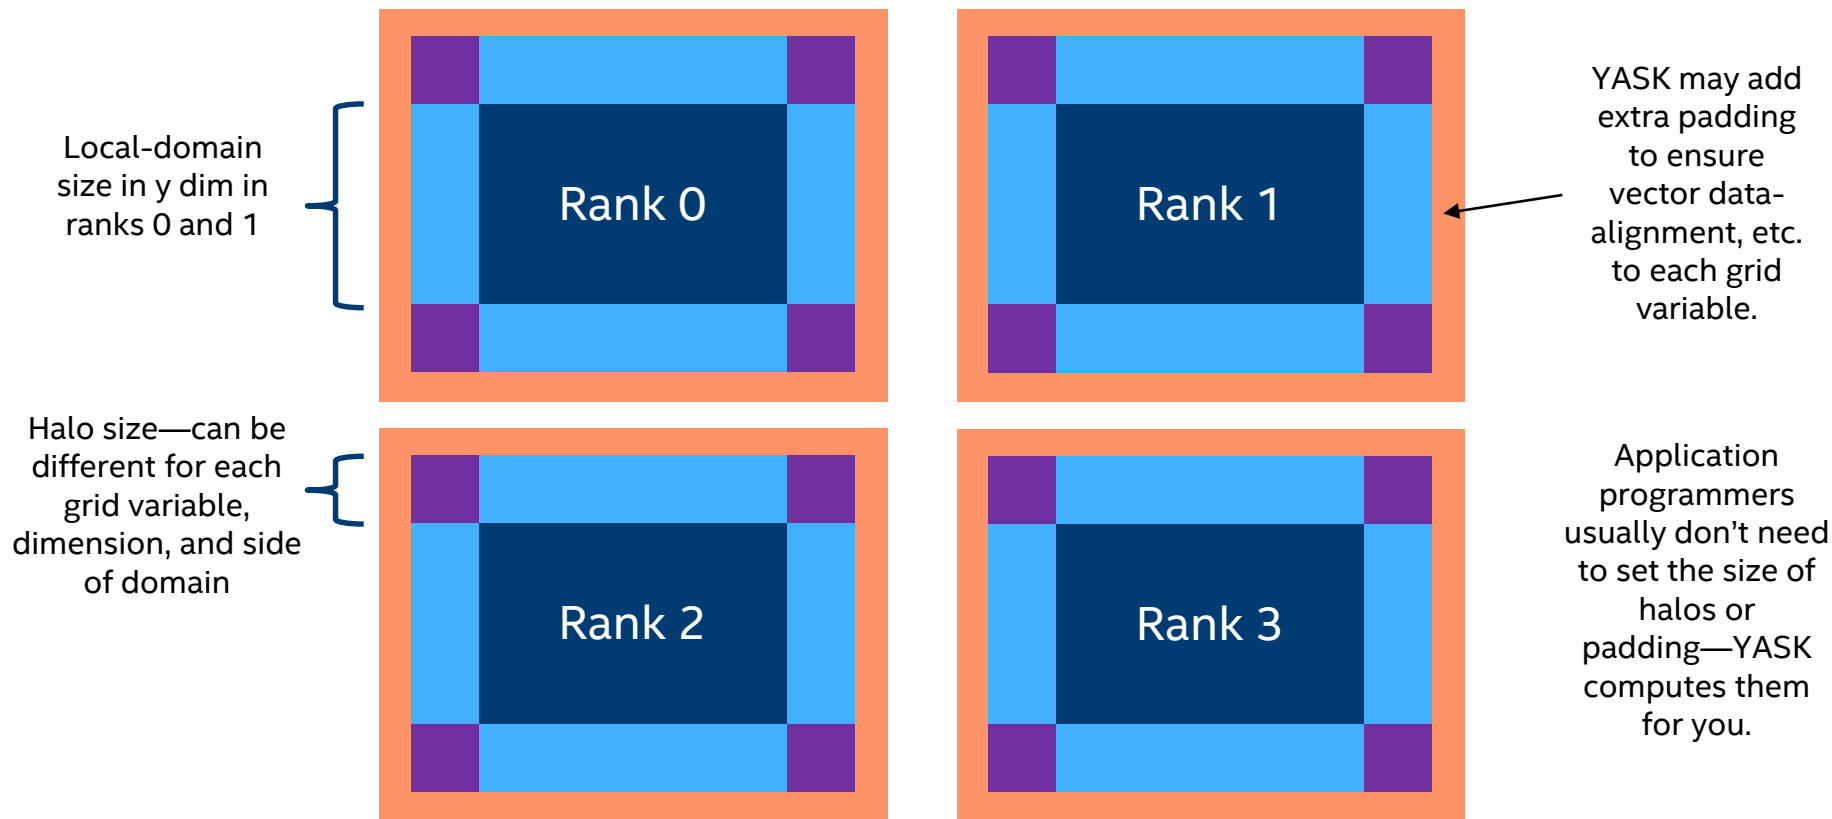 Local-domain
size in y dim in
ranks 0 and 1
Rank 0
Rank 1
YASK may add
extra padding
to ensure
vector data-
alignment, etc.
to each grid
variable.
Halo size—can be
different for each
grid variable,
dimension, and side
of domain
Rank 2
Rank 3
Application
programmers
usually don’t need
to set the size of
halos or
padding—YASK
computes them
for you.